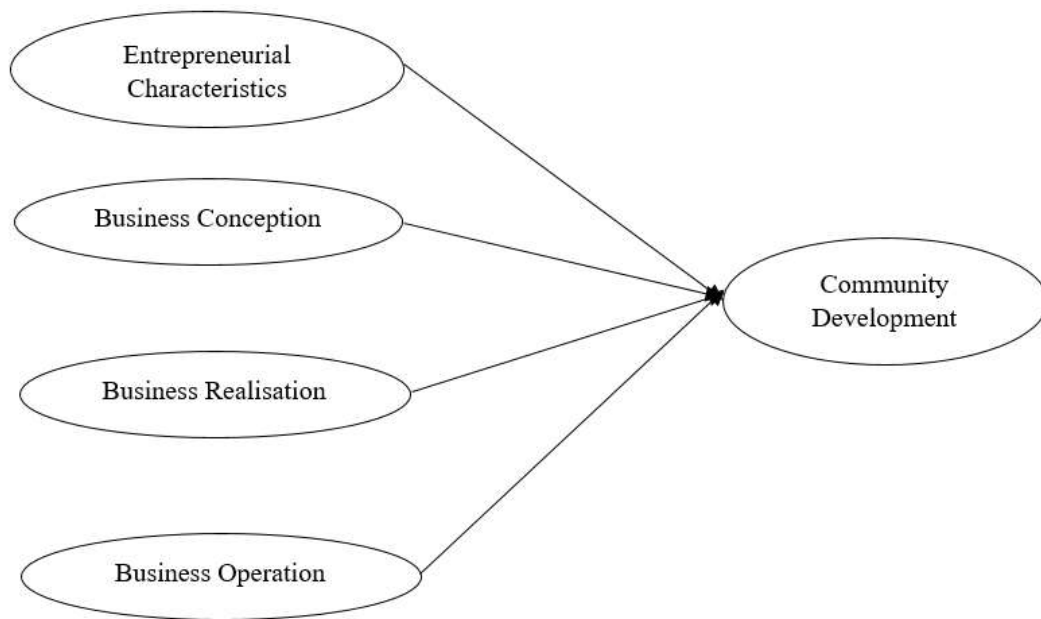 Entrepreneurial
Characteristics
Business Conception
Community
Development
Business Realisation
Business Operation